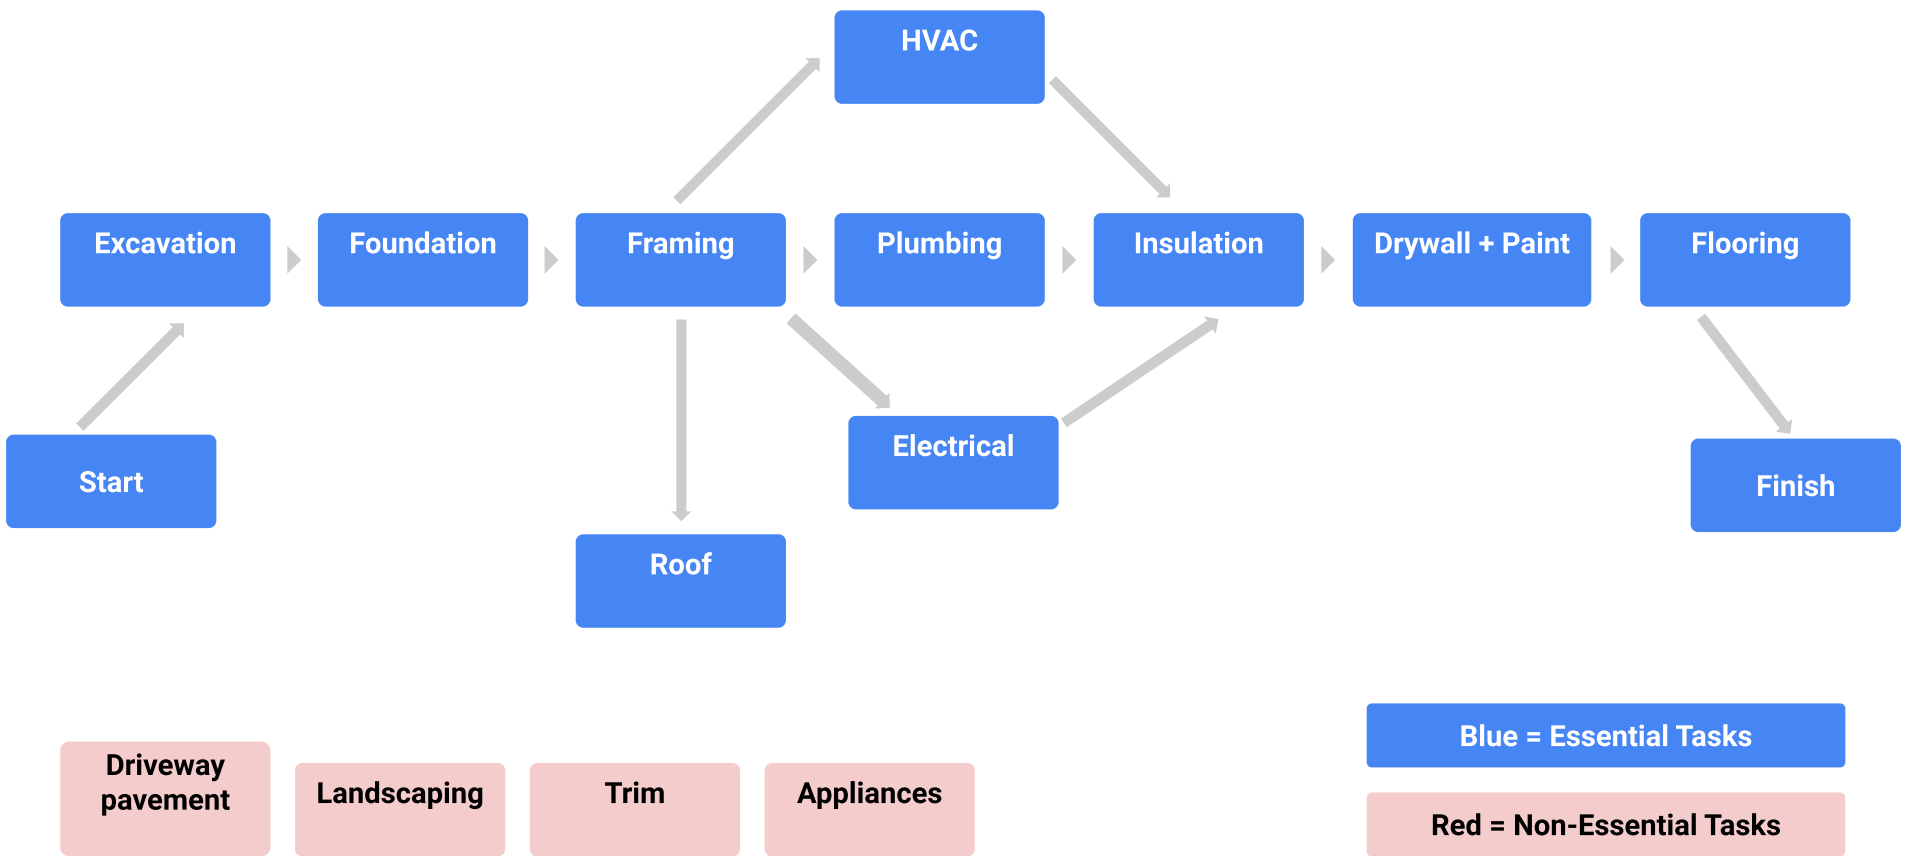 HVAC
Excavation
Foundation
Framing
Plumbing
Insulation
Drywall + Paint
Flooring
Start
Electrical
Finish
Roof
Driveway
pavement
Landscaping
Trim
Appliances
Blue = Essential Tasks
Red = Non-Essential Tasks